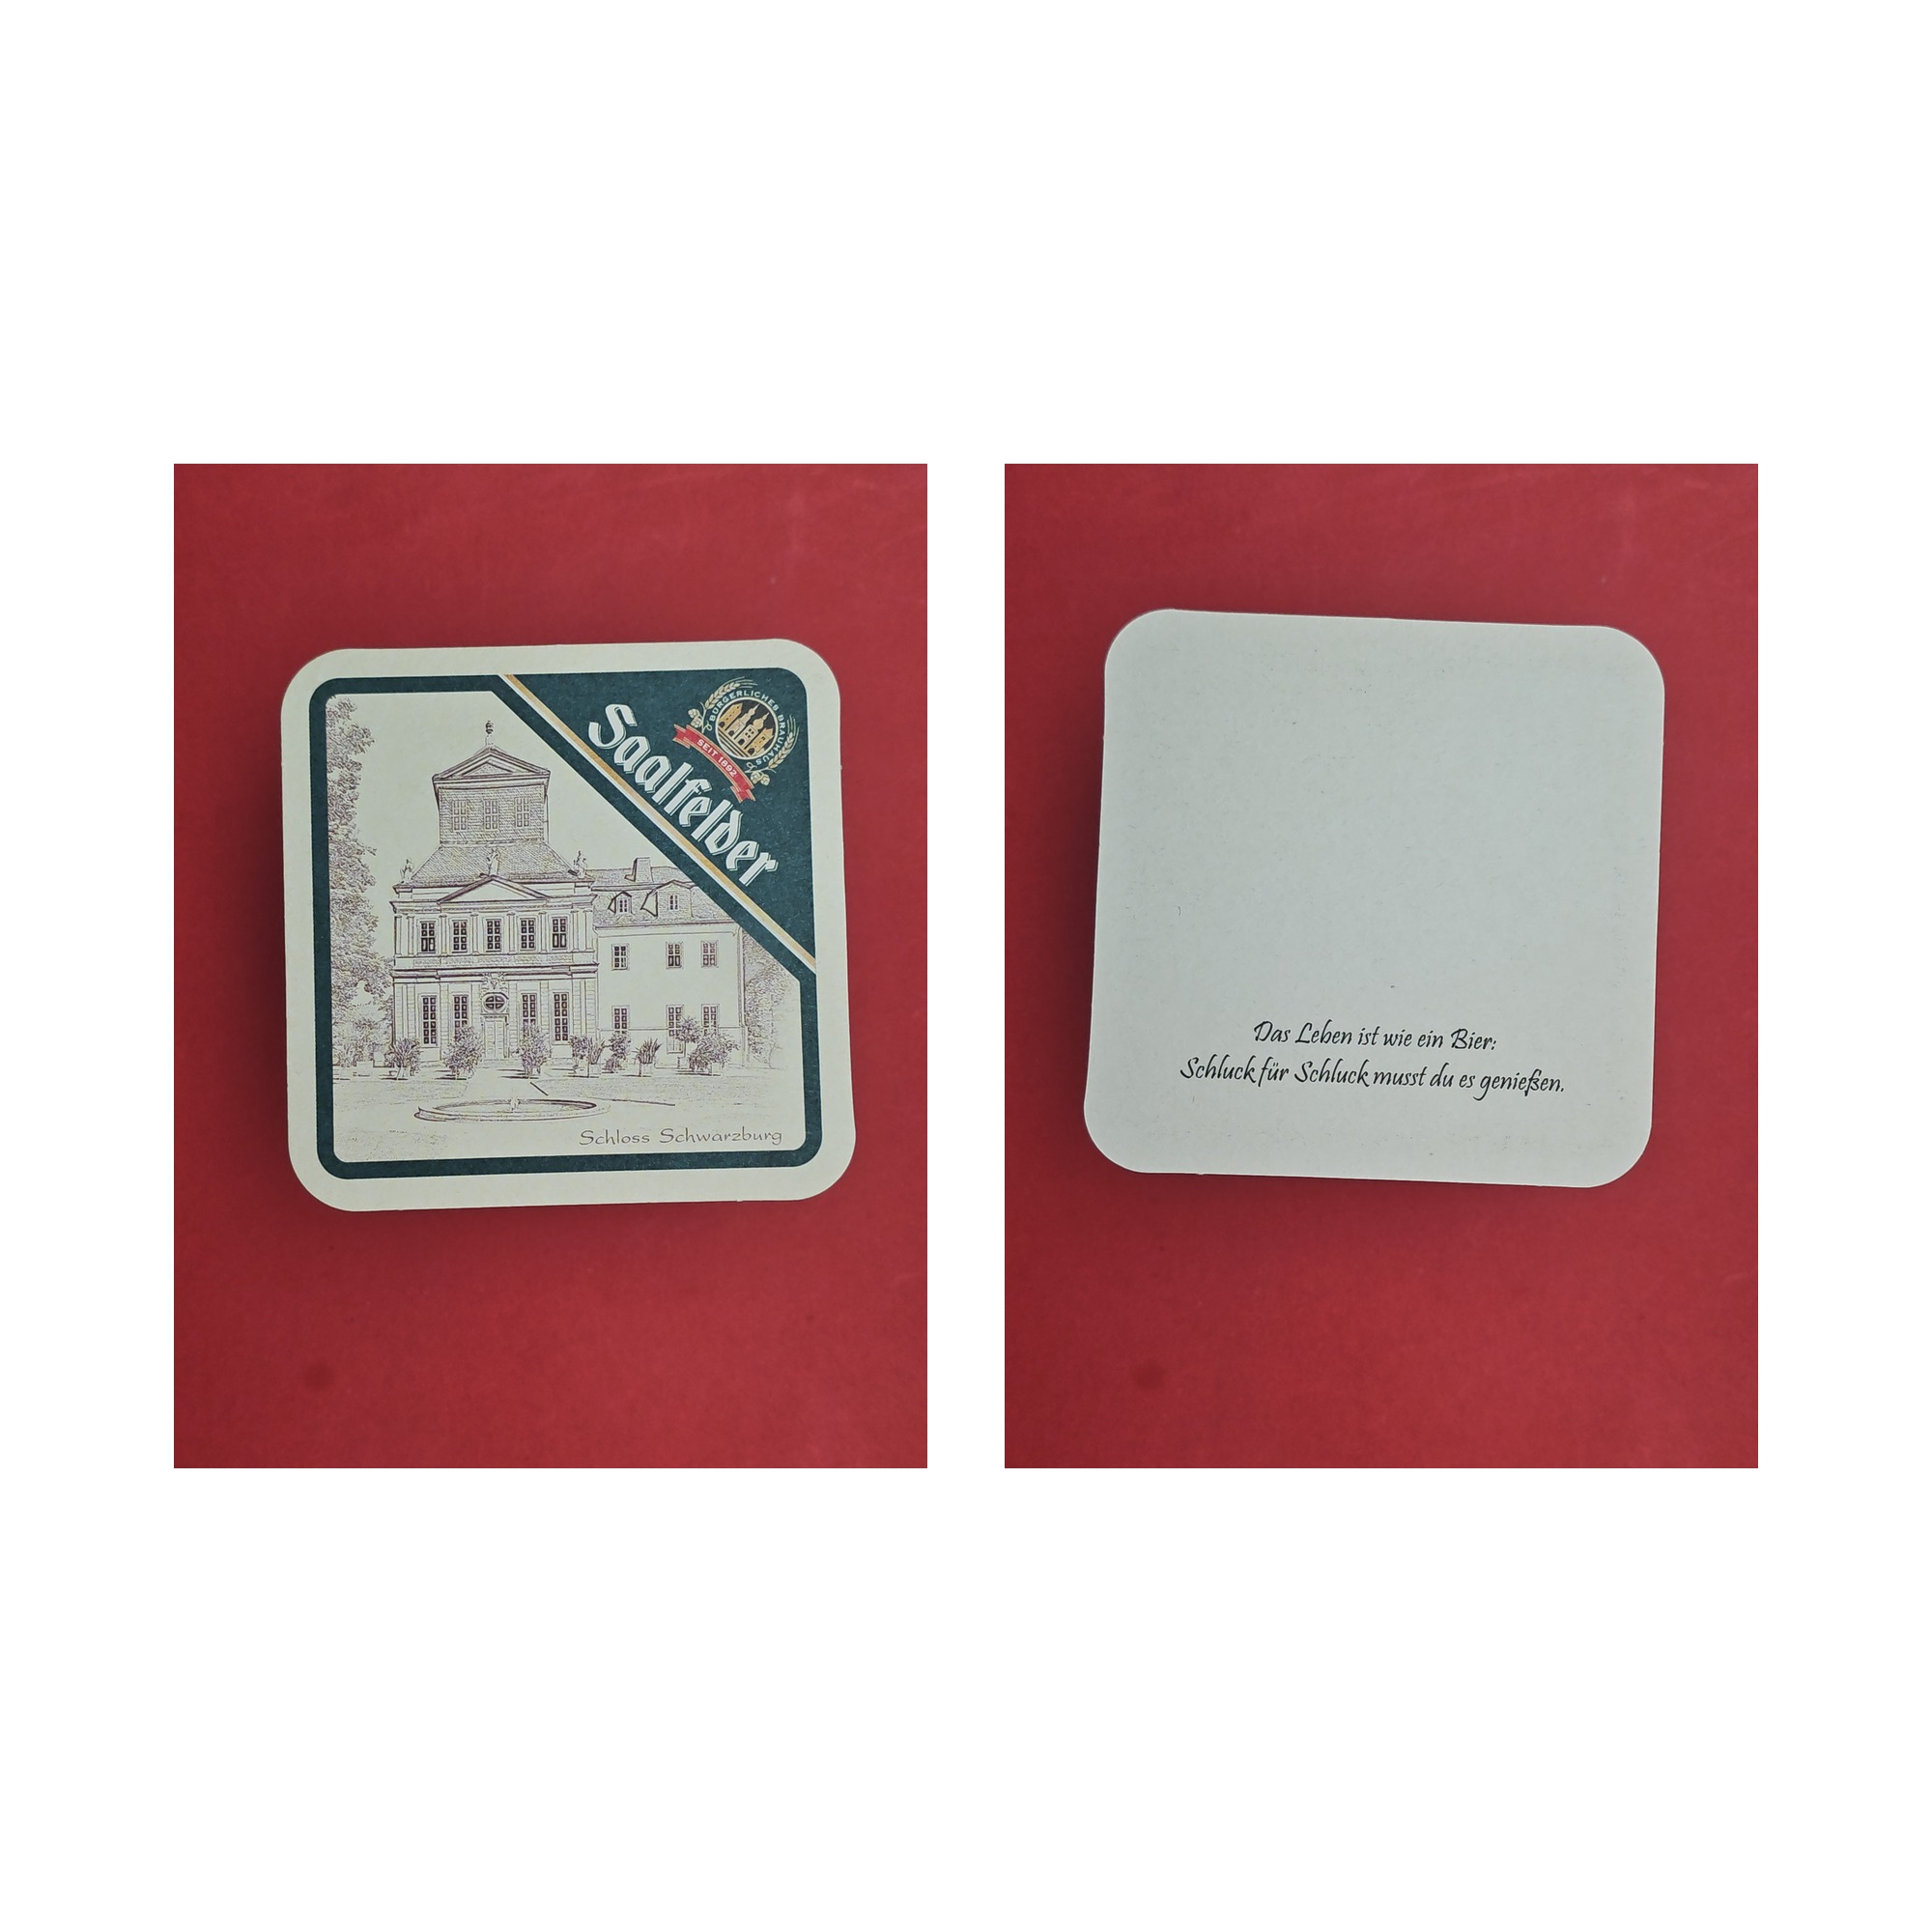 BÜRGERLICHES BRAUHAUS
SEIT 1892
Saalfelder
Schloss Schwarzburg
Das Leben ist wie ein Bier:
Schluck für Schluck musst du es genießen.